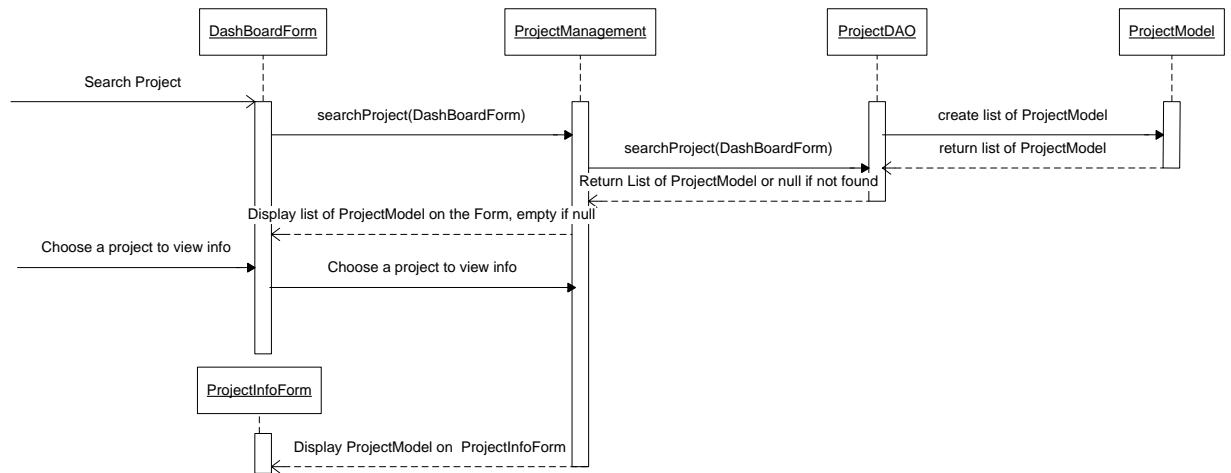 DashBoardForm
ProjectManagement
ProjectDAO
ProjectModel
Search Project
searchProject(DashBoardForm)
create list of ProjectModel
searchProject(DashBoardForm)
return list of ProjectModel
Return List of ProjectModel or null if not found
Display list of ProjectModel on the Form, empty if null
Choose a project to view info
Choose a project to view info
ProjectInfoForm
Display ProjectModel on ProjectInfoForm